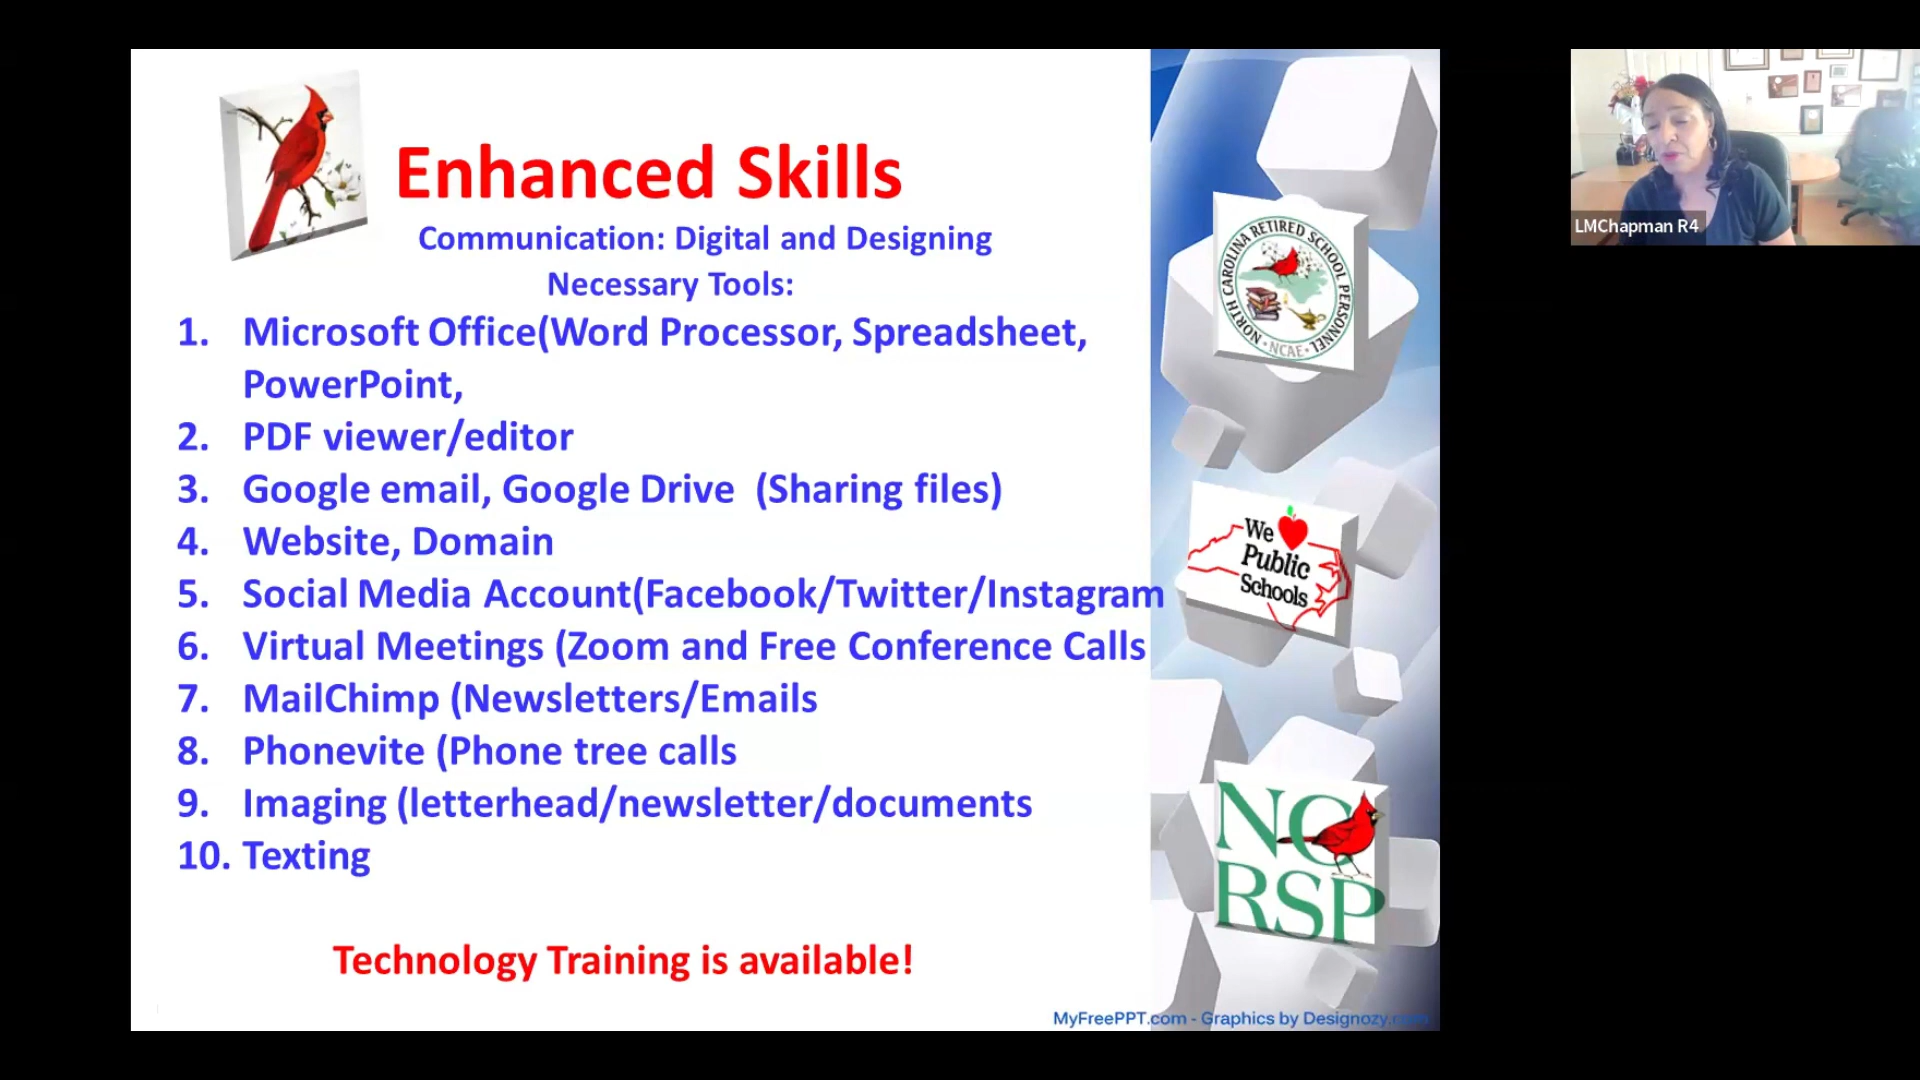 Enhanced Skills
Communication: Digital and Designing
Necessary Tools:
1. Microsoft Office(Word Processor, Spreadsheet,
PowerPoint,
2. PDF viewer/editor
3. Google email, Google Drive  (Sharing files)
4. Website, Domain
5. Social Media Account(Facebook/Twitter/Instagram
6. Virtual Meetings (Zoom and Free Conference Calls
7. MailChimp (Newsletters/Emails
8. Phonevite (Phone tree calls
9. Imaging (letterhead/newsletter/documents
10. Texting
Technology Training is available!
NORTH CAROLINA RETIRED SCHOOL PERSONNEL
• NCAE •
We
Public
Schools
NC
RSP
MyFreePPT.com - Graphics by Designozy
LMChapman R4